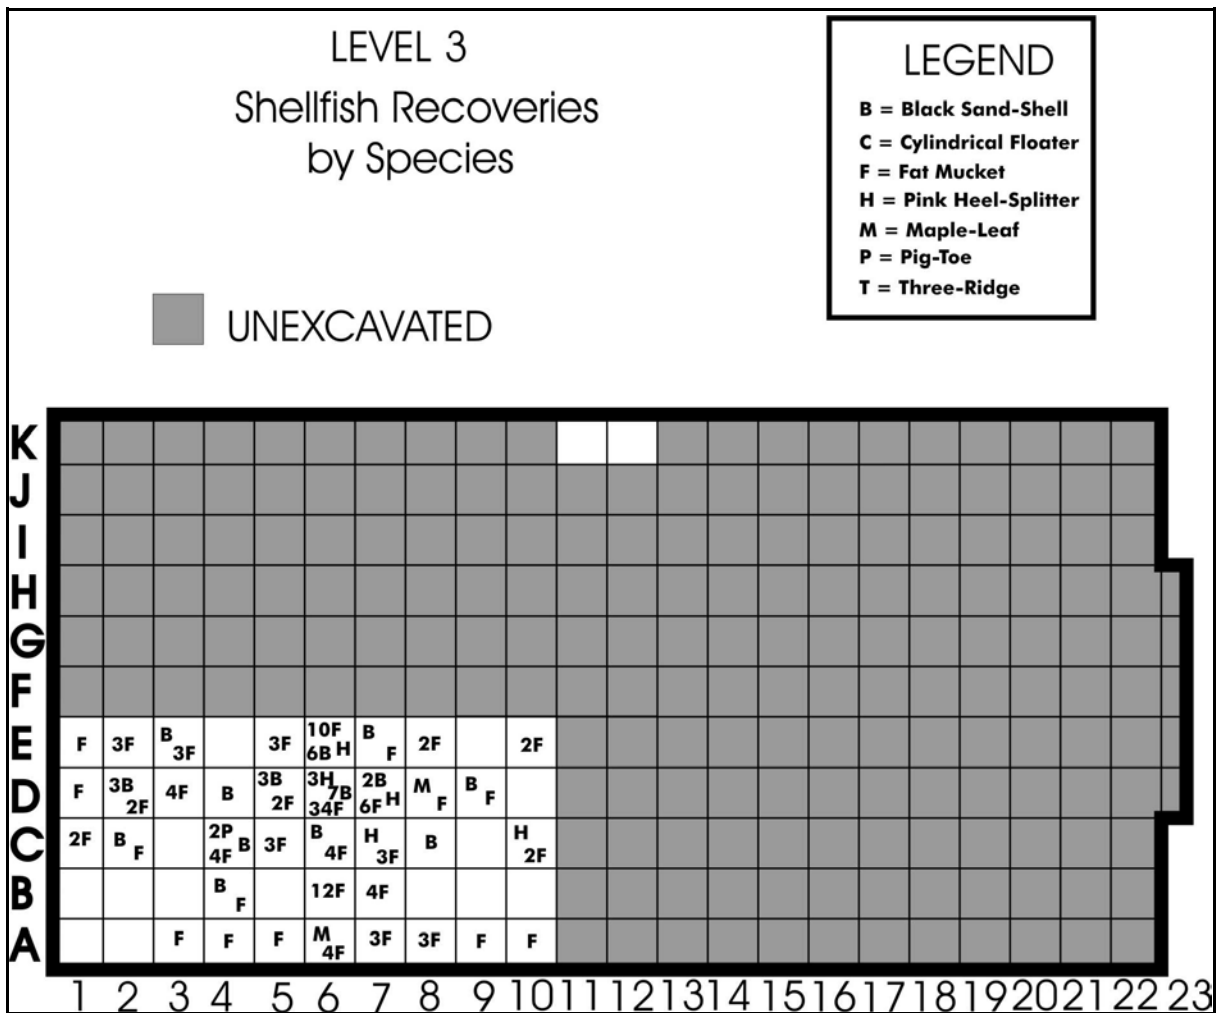 LEVEL 3
Shellfish Recoveries
by Species
LEGEND
B = Black Sand-Shell
C = Cylindrical Floater
F = Fat Mucket
H = Pink Heel-Splitter
M = Maple-Leaf
P = Pig-Toe
T = Three-Ridge
UNEXCAVATED
K
J
I
H
G
F
E F 3F B 3F 3F 10F 6B H B F 2F 2F
D F 3B 2F 4F B 3B 2F 3H 7B 34F 2B 6F H M F B F
C 2F B F 2P 4F B 3F B 4F H 3F B H 2F
B B F 12F 4F
A F F F M 4F 3F 3F F F
1 2 3 4 5 6 7 8 9 10 11 12 13 14 15 16 17 18 19 20 21 22 23